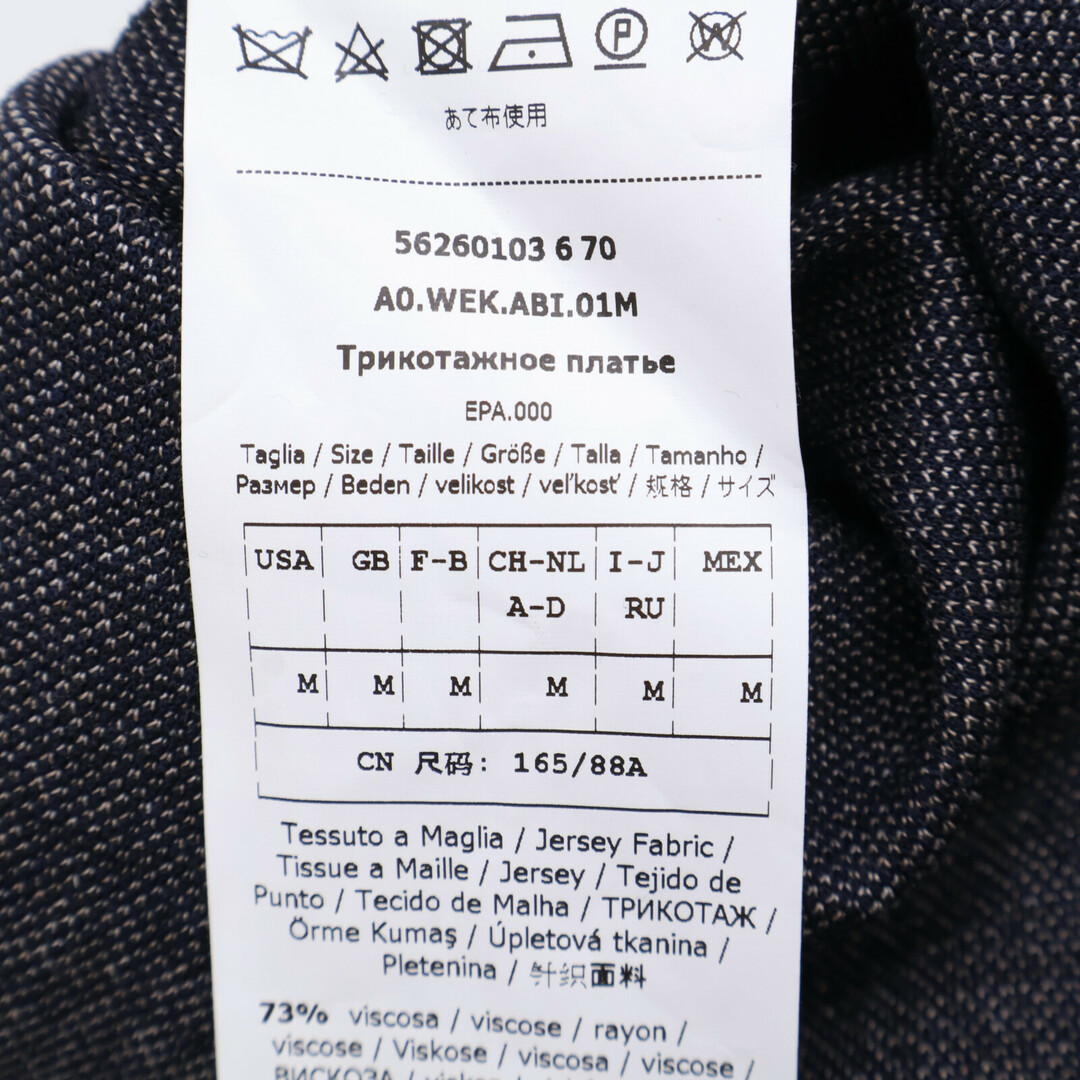 P W
あて布使用
56260103 6 70
A0.WEK.ABI.01M
Трикотажное платье
EPA.000
Taglia / Size / Taille / Größe / Talla / Tamanho /
Размер / Beden / velikost / veľkosť / 规格 / サイズ
USA GB F-B CH-NL I-J MEX
A-D RU
M M M M M M
CN 尺码: 165/88A
Tessuto a Maglia / Jersey Fabric /
Tissue a Maille / Jersey / Tejido de
Punto / Tecido de Malha / ТРИКОТАЖ /
Örme Kumaş / Úpletová tkanina /
Pletenina / 针织面料
73% viscosa / viscose / rayon /
viscose / Viskose / viscosa / viscose /
ВИСКОЗА /